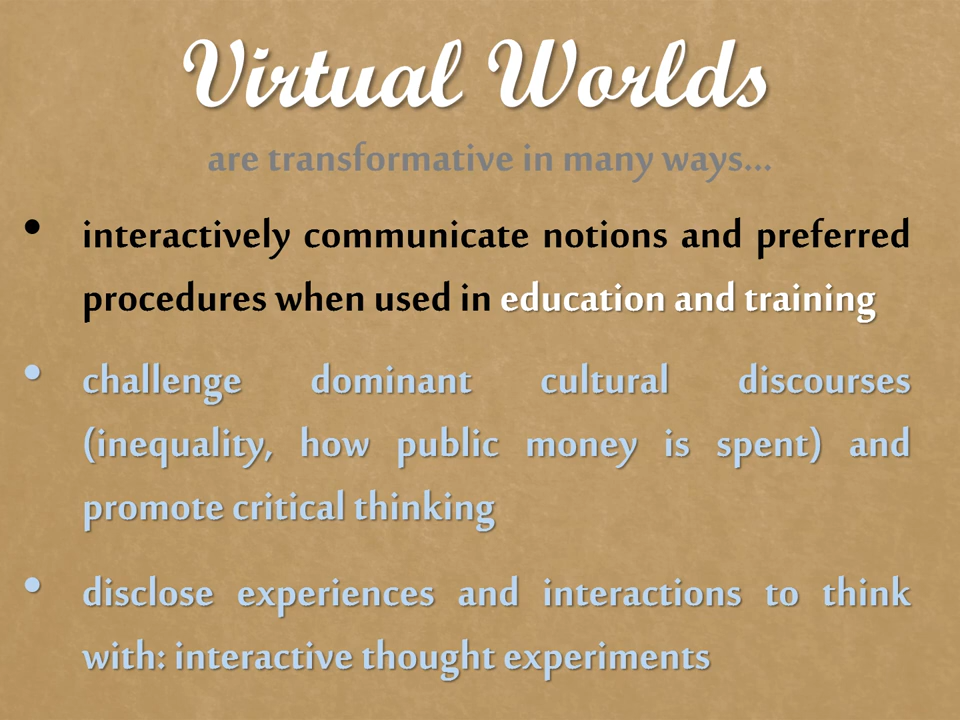 Virtual Worlds
are transformative in many ways...
• interactively communicate notions and preferred
procedures when used in education and training
• challenge dominant cultural discourses
(inequality, how public money is spent) and
promote critical thinking
• disclose experiences and interactions to think
with: interactive thought experiments